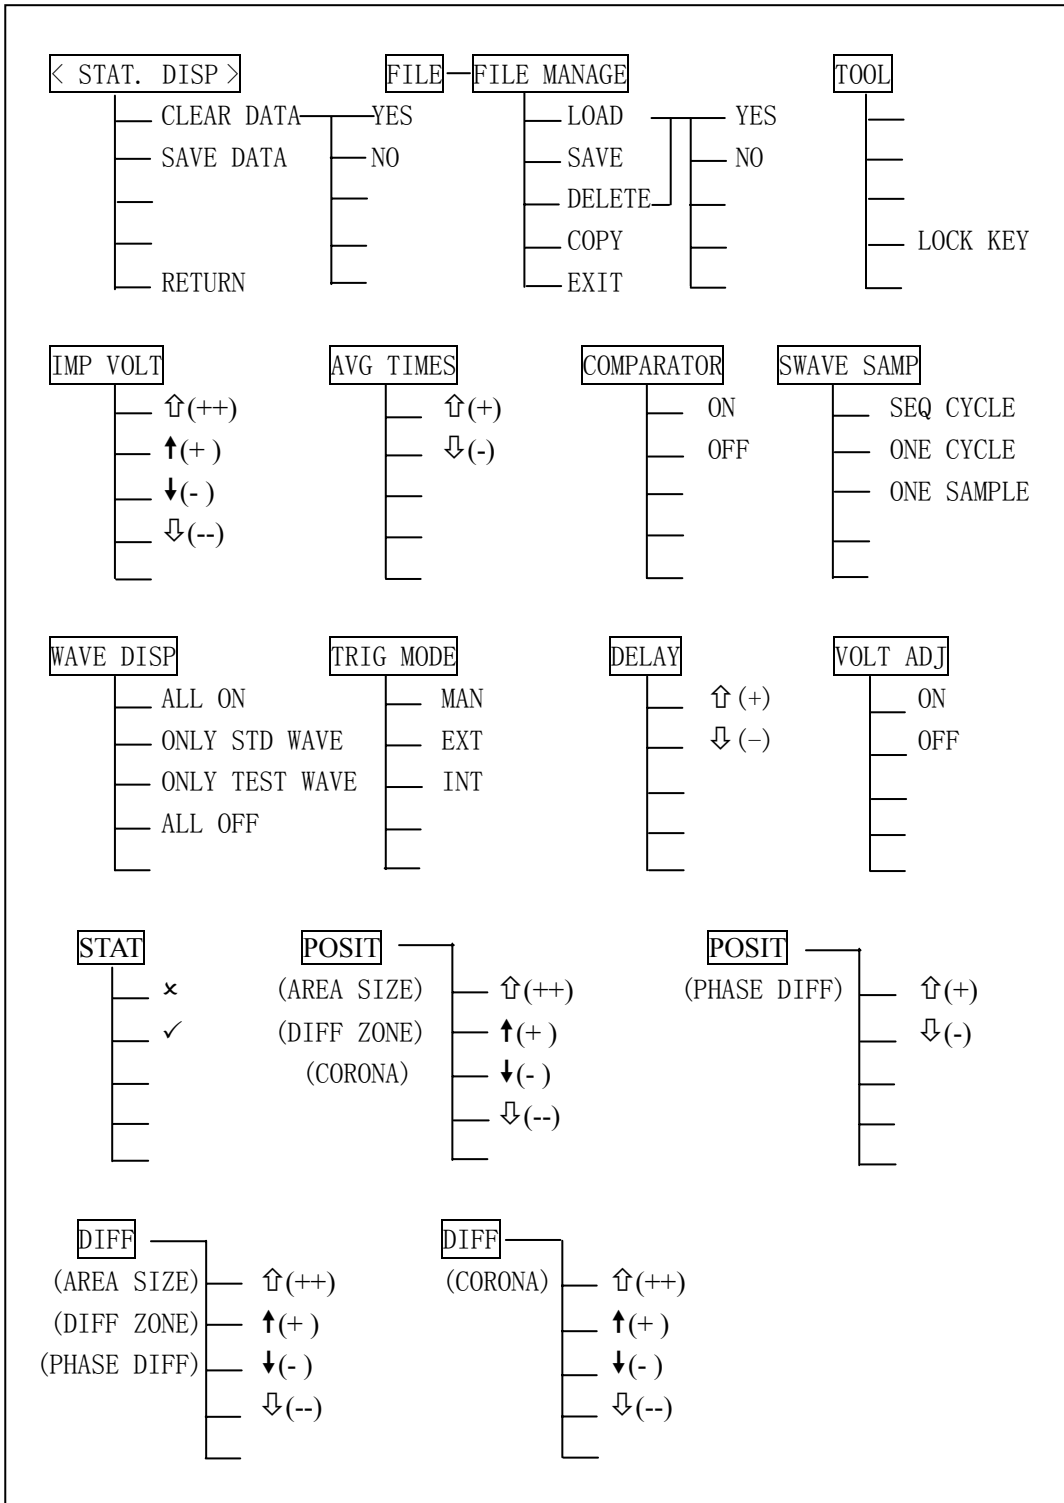 < STAT. DISP >
CLEAR DATA
SAVE DATA
RETURN
YES
NO
FILE
FILE MANAGE
LOAD
SAVE
DELETE
COPY
EXIT
YES
NO
TOOL
LOCK KEY
IMP VOLT
⇧(++)
↑(+ )
↓(- )
⇩(--)
AVG TIMES
⇧(+)
⇩(-)
COMPARATOR
ON
OFF
SWAVE SAMP
SEQ CYCLE
ONE CYCLE
ONE SAMPLE
WAVE DISP
ALL ON
ONLY STD WAVE
ONLY TEST WAVE
ALL OFF
TRIG MODE
MAN
EXT
INT
DELAY
⇧(+)
⇩(−)
VOLT ADJ
ON
OFF
STAT
×
✓
POSIT
(AREA SIZE)
(DIFF ZONE)
(CORONA)
⇧(++)
↑(+ )
↓(- )
⇩(--)
POSIT
(PHASE DIFF)
⇧(+)
⇩(-)
DIFF
(AREA SIZE)
(DIFF ZONE)
(PHASE DIFF)
⇧(++)
↑(+ )
↓(- )
⇩(--)
DIFF
(CORONA)
⇧(++)
↑(+ )
↓(- )
⇩(--)